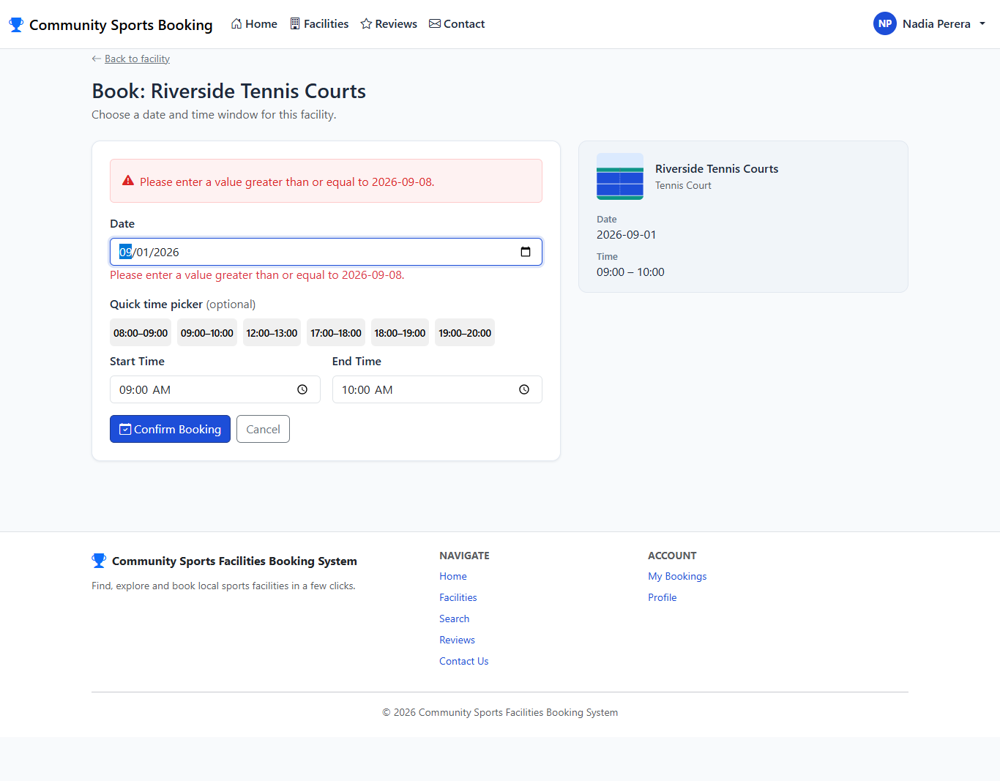 Community Sports Booking
Home
Facilities
Reviews
Contact
NP
Nadia Perera
Back to facility
Book: Riverside Tennis Courts
Choose a date and time window for this facility.
Please enter a value greater than or equal to 2026-09-08.
Date
09/01/2026
Please enter a value greater than or equal to 2026-09-08.
Quick time picker (optional)
08:00–09:00
09:00–10:00
12:00–13:00
17:00–18:00
18:00–19:00
19:00–20:00
Start Time
End Time
09:00 AM
10:00 AM
Confirm Booking
Cancel
Riverside Tennis Courts
Tennis Court
Date
2026-09-01
Time
09:00 – 10:00
Community Sports Facilities Booking System
Find, explore and book local sports facilities in a few clicks.
NAVIGATE
Home
Facilities
Search
Reviews
Contact Us
ACCOUNT
My Bookings
Profile
© 2026 Community Sports Facilities Booking System